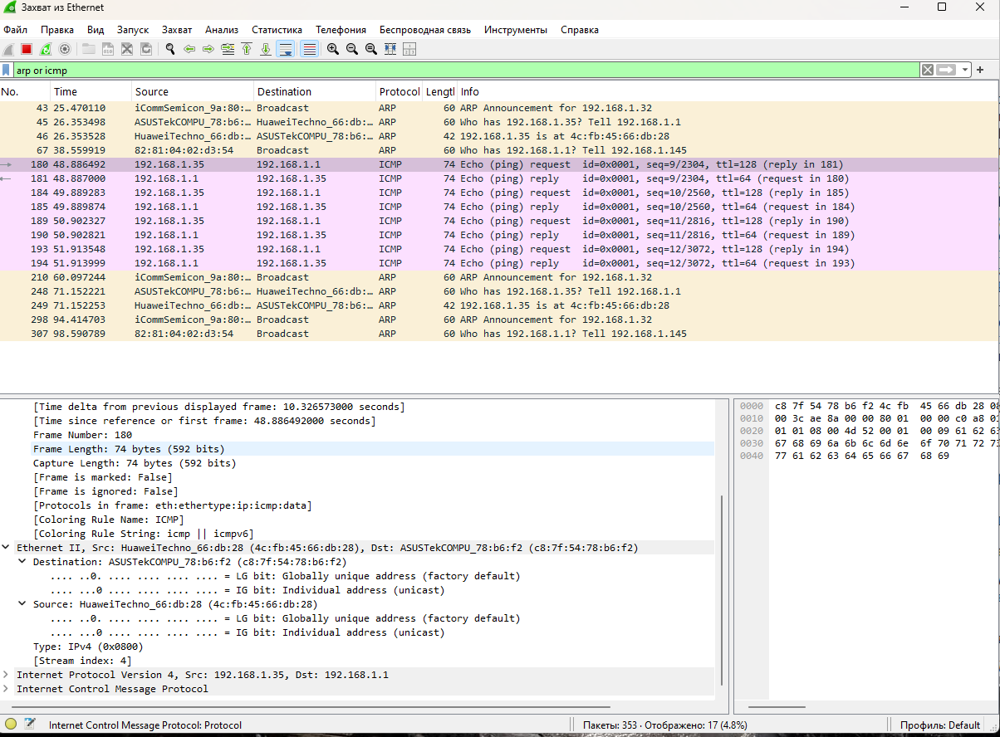 Захват из Ethernet
Файл Правка Вид Запуск Захват Анализ Статистика Телефония Беспроводная связь Инструменты Справка
arp or icmp
No. Time Source Destination Protocol Lengtl Info
43 25.470110 iCommSemicon_9a:80:… Broadcast ARP 60 ARP Announcement for 192.168.1.32
45 26.353498 ASUSTekCOMPU_78:b6:… HuaweiTechno_66:db:… ARP 60 Who has 192.168.1.35? Tell 192.168.1.1
46 26.353528 HuaweiTechno_66:db:… ASUSTekCOMPU_78:b6:… ARP 42 192.168.1.35 is at 4c:fb:45:66:db:28
67 38.559919 82:81:04:02:d3:54 Broadcast ARP 60 Who has 192.168.1.1? Tell 192.168.1.145
180 48.886492 192.168.1.35 192.168.1.1 ICMP 74 Echo (ping) request id=0x0001, seq=9/2304, ttl=128 (reply in 181)
181 48.887000 192.168.1.1 192.168.1.35 ICMP 74 Echo (ping) reply id=0x0001, seq=9/2304, ttl=64 (request in 180)
184 49.889283 192.168.1.35 192.168.1.1 ICMP 74 Echo (ping) request id=0x0001, seq=10/2560, ttl=128 (reply in 185)
185 49.889874 192.168.1.1 192.168.1.35 ICMP 74 Echo (ping) reply id=0x0001, seq=10/2560, ttl=64 (request in 184)
189 50.902327 192.168.1.35 192.168.1.1 ICMP 74 Echo (ping) request id=0x0001, seq=11/2816, ttl=128 (reply in 190)
190 50.902821 192.168.1.1 192.168.1.35 ICMP 74 Echo (ping) reply id=0x0001, seq=11/2816, ttl=64 (request in 189)
193 51.913548 192.168.1.35 192.168.1.1 ICMP 74 Echo (ping) request id=0x0001, seq=12/3072, ttl=128 (reply in 194)
194 51.913999 192.168.1.1 192.168.1.35 ICMP 74 Echo (ping) reply id=0x0001, seq=12/3072, ttl=64 (request in 193)
210 60.097244 iCommSemicon_9a:80:… Broadcast ARP 60 ARP Announcement for 192.168.1.32
248 71.152221 ASUSTekCOMPU_78:b6:… HuaweiTechno_66:db:… ARP 60 Who has 192.168.1.35? Tell 192.168.1.1
249 71.152253 HuaweiTechno_66:db:… ASUSTekCOMPU_78:b6:… ARP 42 192.168.1.35 is at 4c:fb:45:66:db:28
298 94.414703 iCommSemicon_9a:80:… Broadcast ARP 60 ARP Announcement for 192.168.1.32
307 98.590789 82:81:04:02:d3:54 Broadcast ARP 60 Who has 192.168.1.1? Tell 192.168.1.145
[Time delta from previous displayed frame: 10.326573000 seconds]
[Time since reference or first frame: 48.886492000 seconds]
Frame Number: 180
Frame Length: 74 bytes (592 bits)
Capture Length: 74 bytes (592 bits)
[Frame is marked: False]
[Frame is ignored: False]
[Protocols in frame: eth:ethertype:ip:icmp:data]
[Coloring Rule Name: ICMP]
[Coloring Rule String: icmp || icmpv6]
Ethernet II, Src: HuaweiTechno_66:db:28 (4c:fb:45:66:db:28), Dst: ASUSTekCOMPU_78:b6:f2 (c8:7f:54:78:b6:f2)
Destination: ASUSTekCOMPU_78:b6:f2 (c8:7f:54:78:b6:f2)
.... ..0. .... .... .... .... = LG bit: Globally unique address (factory default)
.... ...0 .... .... .... .... = IG bit: Individual address (unicast)
Source: HuaweiTechno_66:db:28 (4c:fb:45:66:db:28)
.... ..0. .... .... .... .... = LG bit: Globally unique address (factory default)
.... ...0 .... .... .... .... = IG bit: Individual address (unicast)
Type: IPv4 (0x0800)
[Stream index: 4]
Internet Protocol Version 4, Src: 192.168.1.35, Dst: 192.168.1.1
Internet Control Message Protocol
0000 c8 7f 54 78 b6 f2 4c fb 45 66 db 28 08
0010 00 3c ae 8a 00 00 80 01 00 00 c0 a8 01
0020 01 01 08 00 4d 52 00 01 00 09 61 62 63
0030 67 68 69 6a 6b 6c 6d 6e 6f 70 71 72 73
0040 77 61 62 63 64 65 66 67 68 69
Internet Control Message Protocol: Protocol
Пакеты: 353 · Отображено: 17 (4.8%)
Профиль: Default